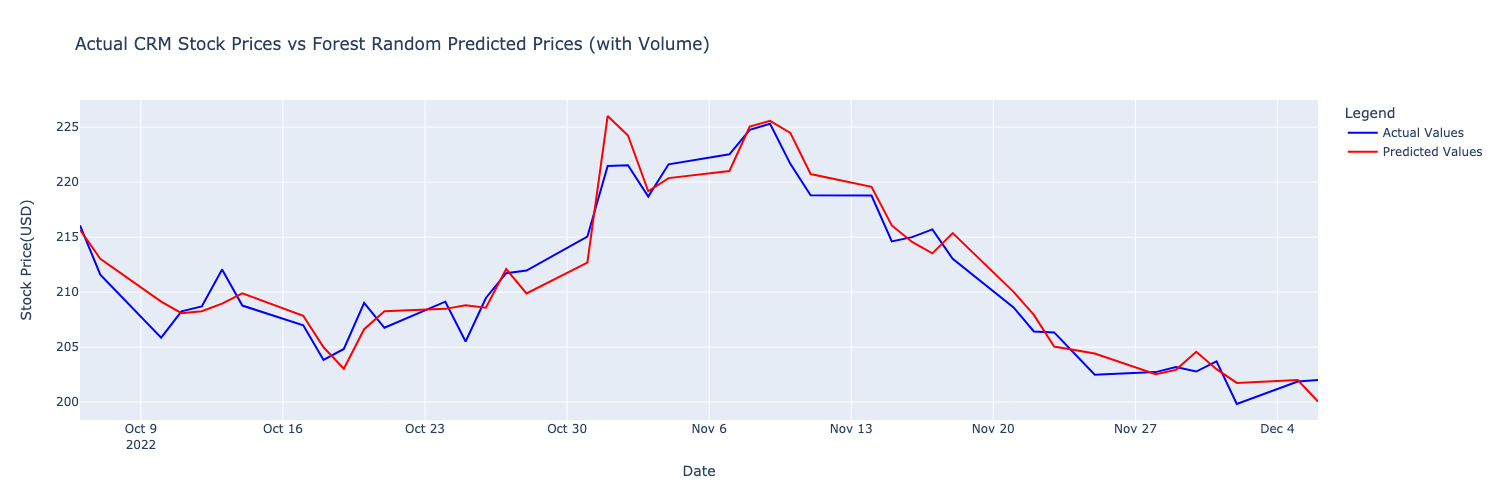 Actual CRM Stock Prices vs Forest Random Predicted Prices (with Volume)
Legend
Actual Values
Predicted Values
Stock Price(USD)
225
220
215
210
205
200
Oct 9
2022
Oct 16
Oct 23
Oct 30
Nov 6
Nov 13
Nov 20
Nov 27
Dec 4
Date